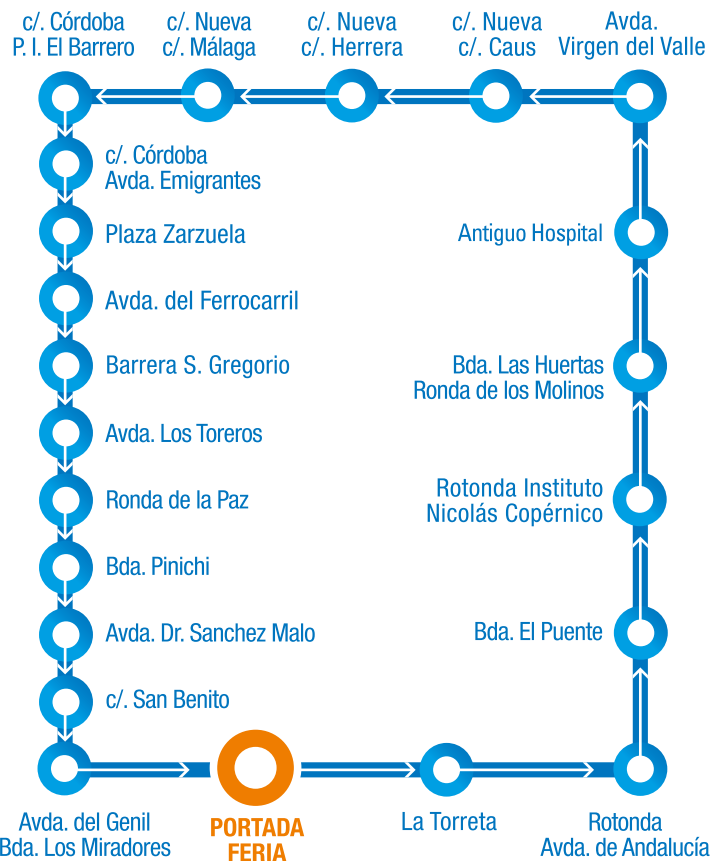 c/. Córdoba
P. I. El Barrero
c/. Nueva
c/. Málaga
c/. Nueva
c/. Herrera
c/. Nueva
c/. Caus
Avda.
Virgen del Valle
c/. Córdoba
Avda. Emigrantes
Plaza Zarzuela
Antiguo Hospital
Avda. del Ferrocarril
Barrera S. Gregorio
Bda. Las Huertas
Ronda de los Molinos
Avda. Los Toreros
Ronda de la Paz
Rotonda Instituto
Nicolás Copérnico
Bda. Pinichi
Avda. Dr. Sanchez Malo
Bda. El Puente
c/. San Benito
Avda. del Genil
Bda. Los Miradores
PORTADA
FERIA
La Torreta
Rotonda
Avda. de Andalucía